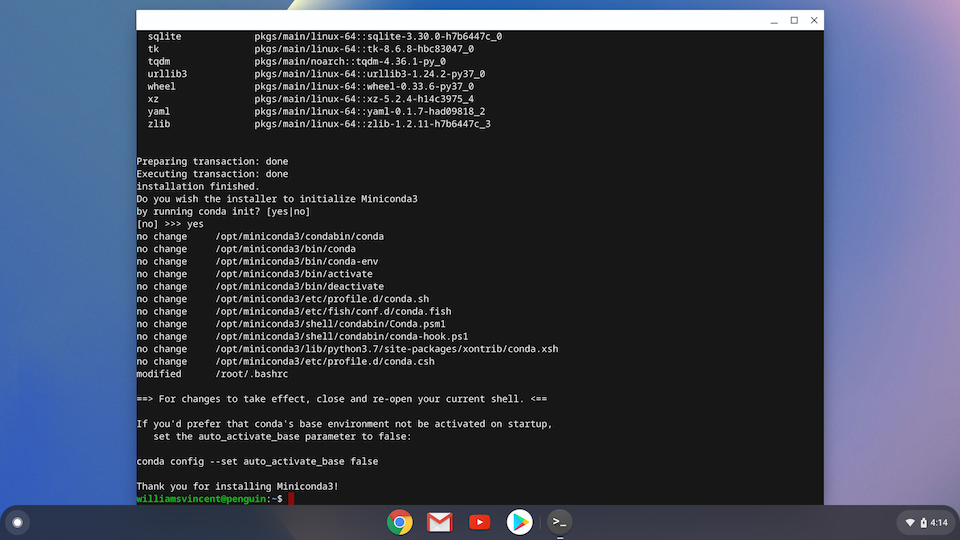 sqlite pkgs/main/linux-64::sqlite-3.30.0-h7b6447c_0
tk pkgs/main/linux-64::tk-8.6.8-hbc83047_0
tqdm pkgs/main/noarch::tqdm-4.36.1-py_0
urllib3 pkgs/main/linux-64::urllib3-1.24.2-py37_0
wheel pkgs/main/linux-64::wheel-0.33.6-py37_0
xz pkgs/main/linux-64::xz-5.2.4-h14c3975_4
yaml pkgs/main/linux-64::yaml-0.1.7-had09818_2
zlib pkgs/main/linux-64::zlib-1.2.11-h7b6447c_3
Preparing transaction: done
Executing transaction: done
installation finished.
Do you wish the installer to initialize Miniconda3
by running conda init? [yes|no]
[no] >>> yes
no change /opt/miniconda3/condabin/conda
no change /opt/miniconda3/bin/conda
no change /opt/miniconda3/bin/conda-env
no change /opt/miniconda3/bin/activate
no change /opt/miniconda3/bin/deactivate
no change /opt/miniconda3/etc/profile.d/conda.sh
no change /opt/miniconda3/etc/fish/conf.d/conda.fish
no change /opt/miniconda3/shell/condabin/Conda.psm1
no change /opt/miniconda3/shell/condabin/conda-hook.ps1
no change /opt/miniconda3/lib/python3.7/site-packages/xontrib/conda.xsh
no change /opt/miniconda3/etc/profile.d/conda.csh
modified /root/.bashrc
==> For changes to take effect, close and re-open your current shell. <==
If you'd prefer that conda's base environment not be activated on startup,
set the auto_activate_base parameter to false:
conda config --set auto_activate_base false
Thank you for installing Miniconda3!
williamsvincent@penguin:~$
>_
4:14